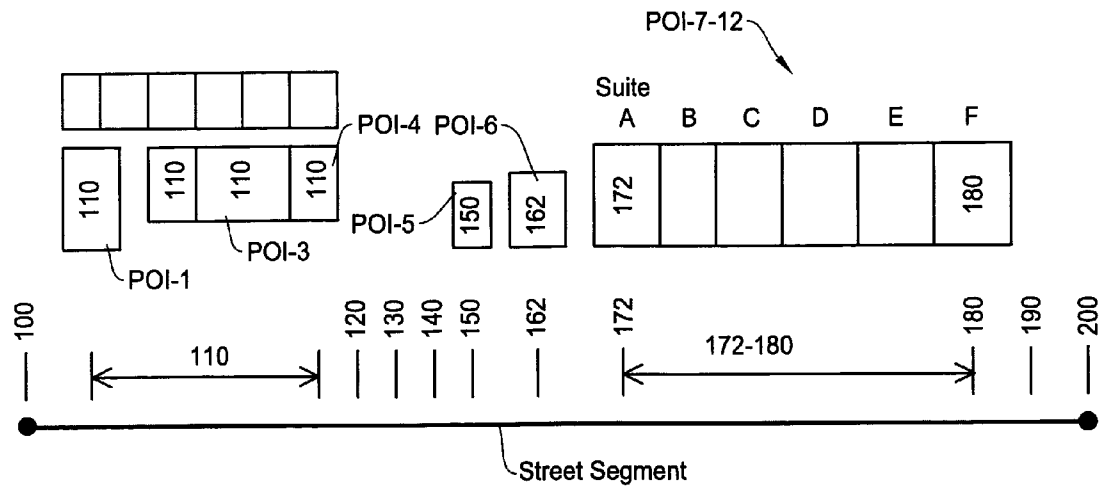 POI-7-12
Suite
A B C D E F
POI-4 POI-6
110 110 110 110
POI-5 150 162 172 180
POI-3
POI-1
100 120 130 140 150 162 172 180 190 200
110 172-180
Street Segment